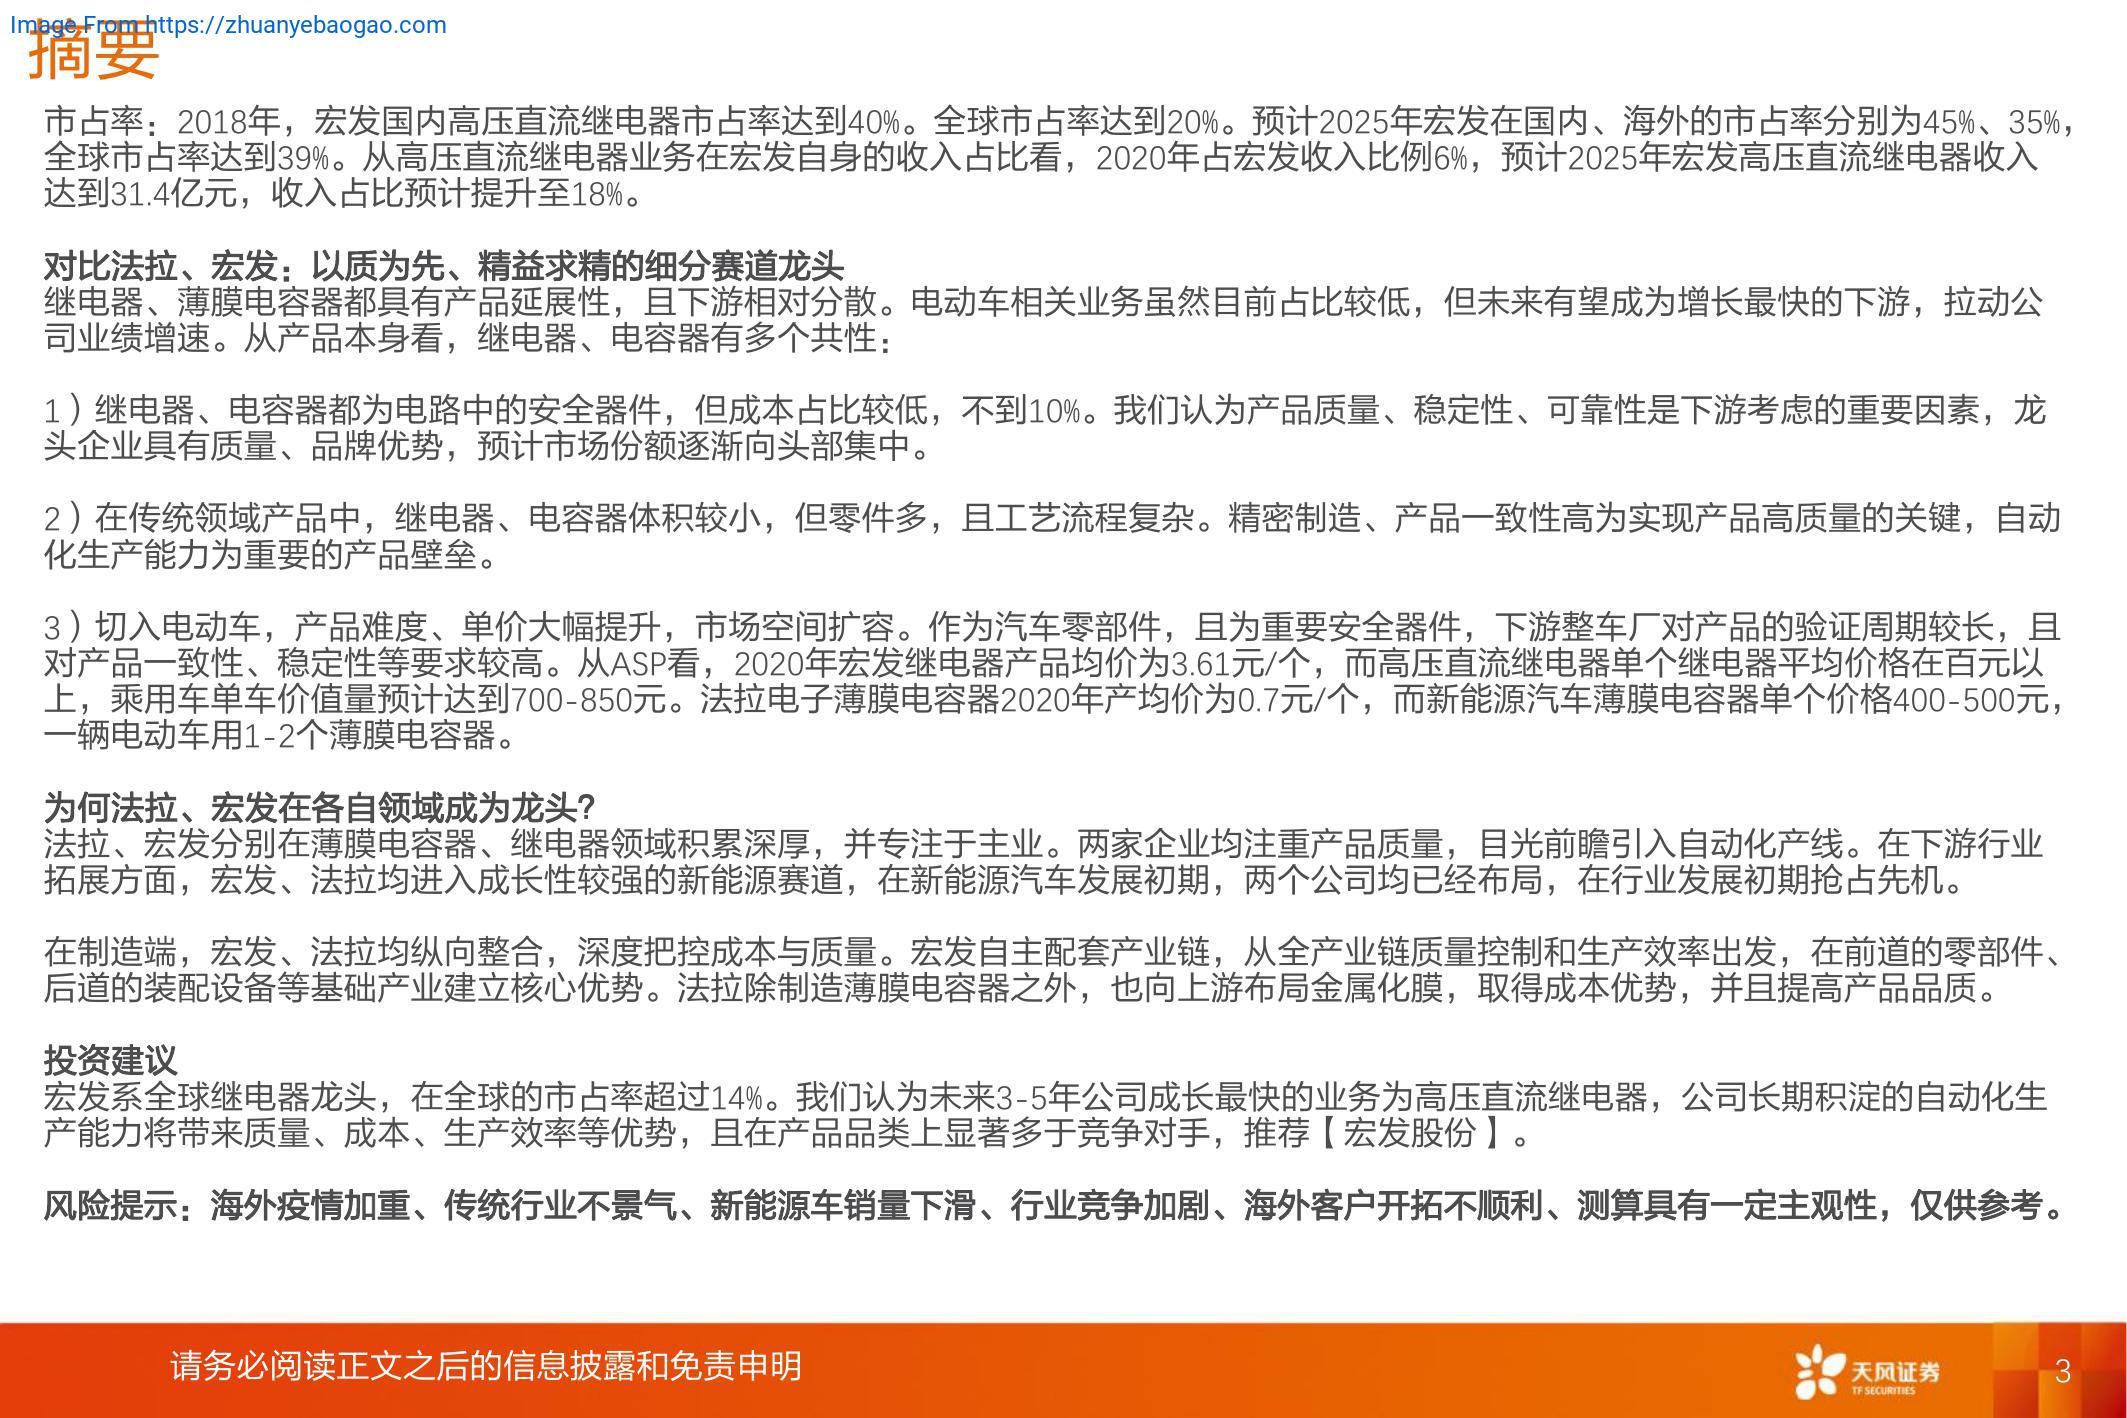 Image From https://zhuanyebaogao.com
摘要
市占率：2018年，宏发国内高压直流继电器市占率达到40%。全球市占率达到20%。预计2025年宏发在国内、海外的市占率分别为45%、35%，
全球市占率达到39%。从高压直流继电器业务在宏发自身的收入占比看，2020年占宏发收入比例6%，预计2025年宏发高压直流继电器收入
达到31.4亿元，收入占比预计提升至18%。
对比法拉、宏发：以质为先、精益求精的细分赛道龙头
继电器、薄膜电容器都具有产品延展性，且下游相对分散。电动车相关业务虽然目前占比较低，但未来有望成为增长最快的下游，拉动公
司业绩增速。从产品本身看，继电器、电容器有多个共性：
1）继电器、电容器都为电路中的安全器件，但成本占比较低，不到10%。我们认为产品质量、稳定性、可靠性是下游考虑的重要因素，龙
头企业具有质量、品牌优势，预计市场份额逐渐向头部集中。
2）在传统领域产品中，继电器、电容器体积较小，但零件多，且工艺流程复杂。精密制造、产品一致性高为实现产品高质量的关键，自动
化生产能力为重要的产品壁垒。
3）切入电动车，产品难度、单价大幅提升，市场空间扩容。作为汽车零部件，且为重要安全器件，下游整车厂对产品的验证周期较长，且
对产品一致性、稳定性等要求较高。从ASP看，2020年宏发继电器产品均价为3.61元/个，而高压直流继电器单个继电器平均价格在百元以
上，乘用车单车价值量预计达到700-850元。法拉电子薄膜电容器2020年产均价为0.7元/个，而新能源汽车薄膜电容器单个价格400-500元，
一辆电动车用1-2个薄膜电容器。
为何法拉、宏发在各自领域成为龙头？
法拉、宏发分别在薄膜电容器、继电器领域积累深厚，并专注于主业。两家企业均注重产品质量，目光前瞻引入自动化产线。在下游行业
拓展方面，宏发、法拉均进入成长性较强的新能源赛道，在新能源汽车发展初期，两个公司均已经布局，在行业发展初期抢占先机。
在制造端，宏发、法拉均纵向整合，深度把控成本与质量。宏发自主配套产业链，从全产业链质量控制和生产效率出发，在前道的零部件、
后道的装配设备等基础产业建立核心优势。法拉除制造薄膜电容器之外，也向上游布局金属化膜，取得成本优势，并且提高产品品质。
投资建议
宏发系全球继电器龙头，在全球的市占率超过14%。我们认为未来3-5年公司成长最快的业务为高压直流继电器，公司长期积淀的自动化生
产能力将带来质量、成本、生产效率等优势，且在产品品类上显著多于竞争对手，推荐【宏发股份】。
风险提示：海外疫情加重、传统行业不景气、新能源车销量下滑、行业竞争加剧、海外客户开拓不顺利、测算具有一定主观性，仅供参考。
请务必阅读正文之后的信息披露和免责申明
天风证券
TF SECURITIES
3